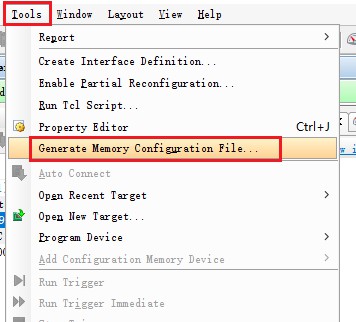 Tools Window Layout View Help
Report
Create Interface Definition...
Enable Partial Reconfiguration...
Run Tcl Script...
Property Editor Ctrl+J
Generate Memory Configuration File...
Auto Connect
Open Recent Target
Open New Target...
Program Device
Add Configuration Memory Device
Run Trigger
Run Trigger Immediate